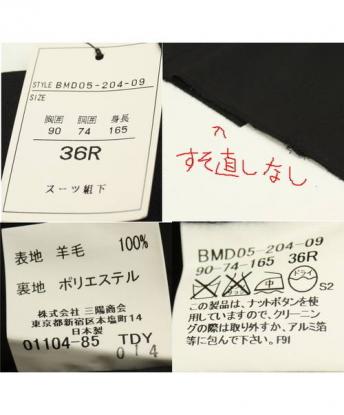 STYLE BMD05-204-09
SIZE
胸囲 胴囲 身長
90 74 165
36R
スーツ組下
すそ直しなし
表地 羊毛 100%
裏地 ポリエステル
株式会社 三陽商会
東京都新宿区本塩町14
日本製
01104-85 TDY
014
BMD05-204-09
90-74-165 36R
中 ドライ
S2
この製品は、ナットボタンを使
用しているので、クリーニン
グの際は取り外すか、アルミ箔
等に包んで下さい。F91